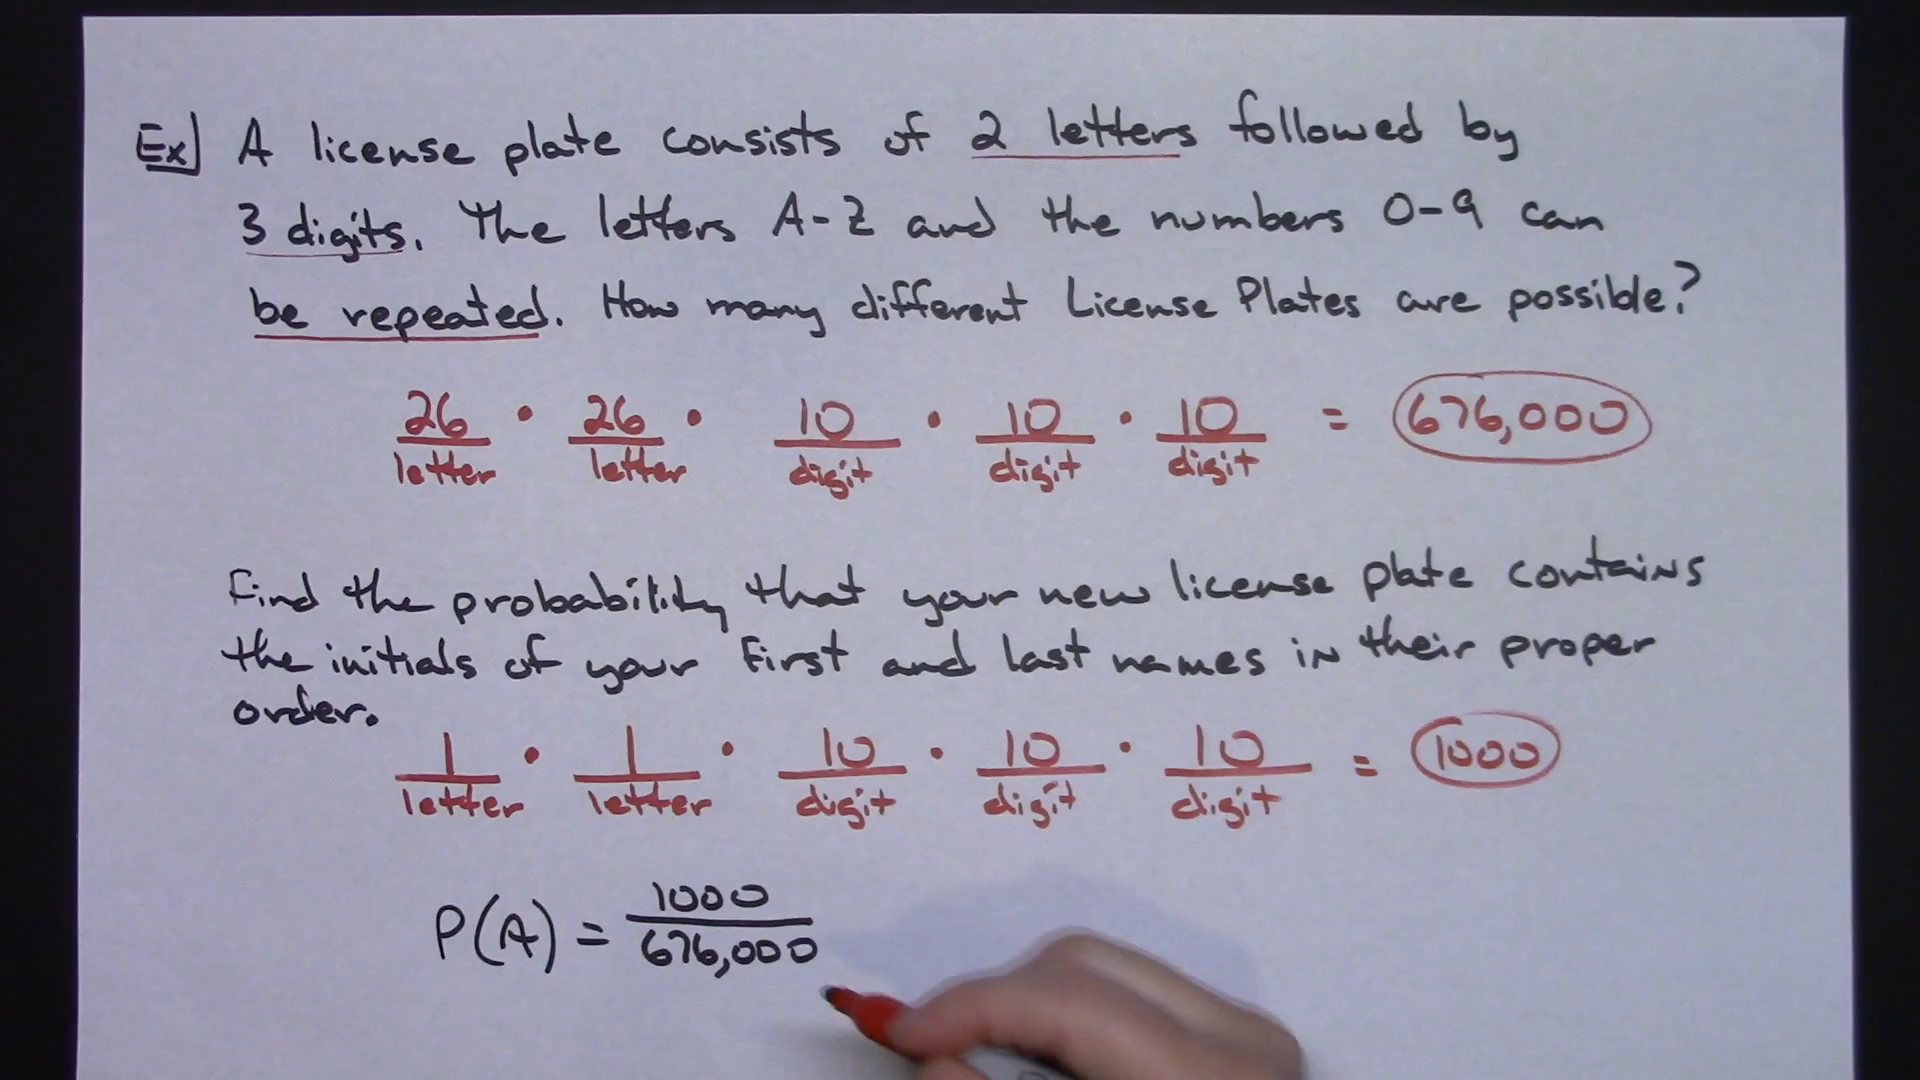 Ex] A license plate consists of 2 letters followed by
3 digits. The letters A-Z and the numbers 0-9 can
be repeated. How many different License Plates are possible?
26 · 26 · 10 · 10 · 10 = 676,000
letter letter digit digit digit
Find the probability that your new license plate contains
the initials of your First and last names in their proper
order.
1 · 1 · 10 · 10 · 10 = 1000
letter letter digit digit digit
P(A) = 1000
676,000